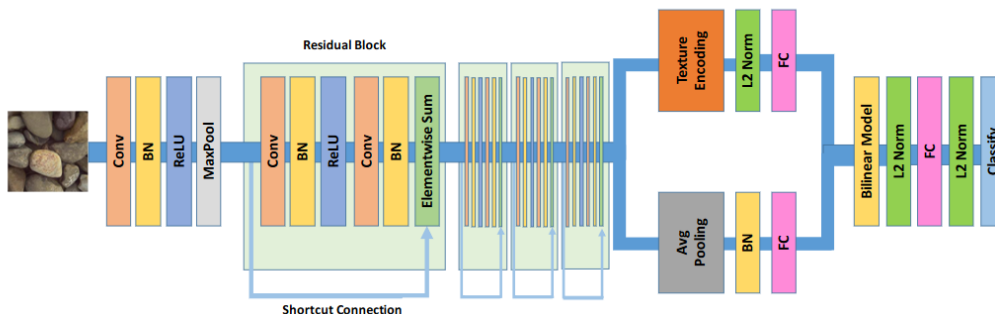 Residual Block
Conv
BN
ReLU
MaxPool
Conv
BN
ReLU
Conv
BN
Elementwise Sum
Shortcut Connection
Texture
Encoding
L2 Norm
FC
Avg
Pooling
BN
FC
Bilinear Model
L2 Norm
FC
L2 Norm
Classify